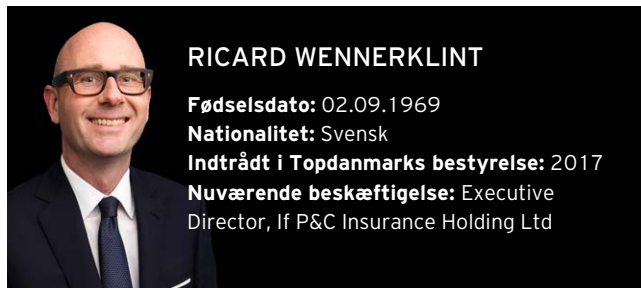 RICARD WENNERKLINT
Fødselsdato: 02.09.1969
Nationalitet: Svensk
Indtrådt i Topdanmarks bestyrelse: 2017
Nuværende beskæftigelse: Executive
Director, If P&C Insurance Holding Ltd